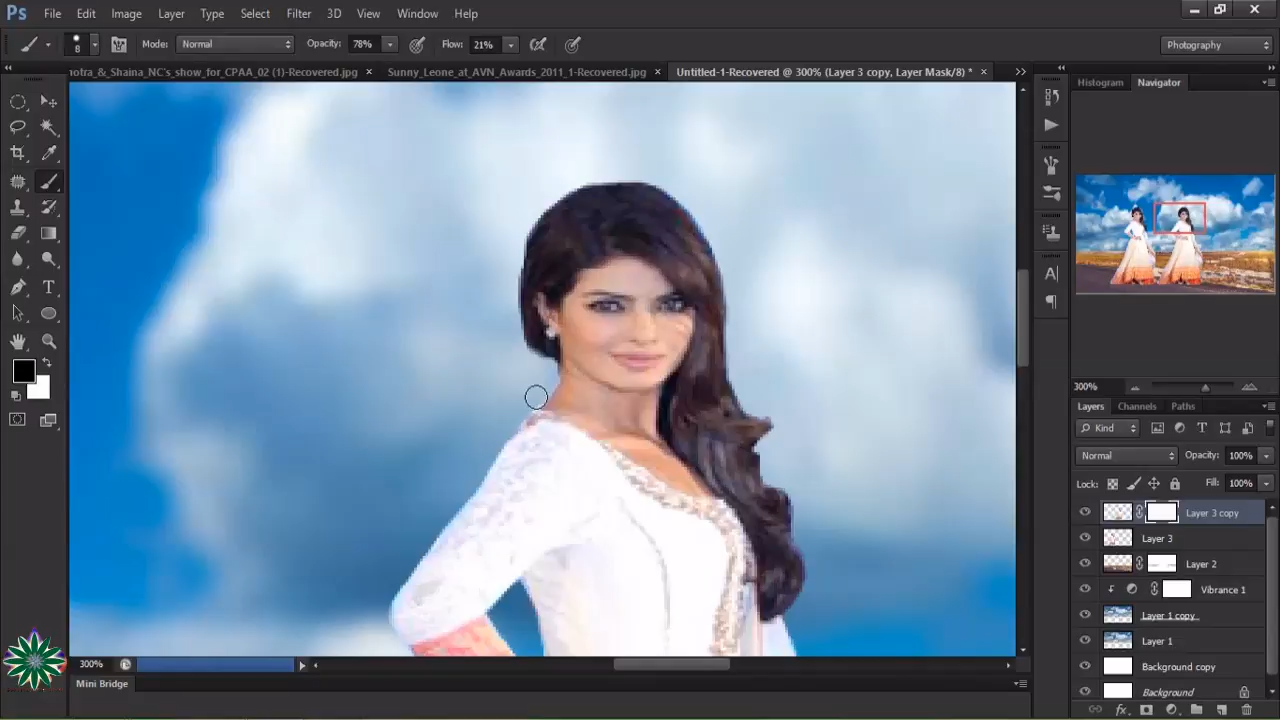 Ps File Edit Image Layer Type Select Filter 3D View Window Help
8 Mode: Normal Opacity: 78% Flow: 21% Photography
otra_&_Shaina_NC's_show_for_CPAA_02 (1)-Recovered.jpg × Sunny_Leone_at_AVN_Awards_2011_1-Recovered.jpg × Untitled-1-Recovered @ 300% (Layer 3 copy, Layer Mask/8) * ×
Histogram Navigator
300%
Layers Channels Paths
Kind
Normal Opacity: 100%
Lock: Fill: 100%
Layer 3 copy
Layer 3
Layer 2
Vibrance 1
Layer 1 copy
Layer 1
Background copy
Background
300%
Mini Bridge